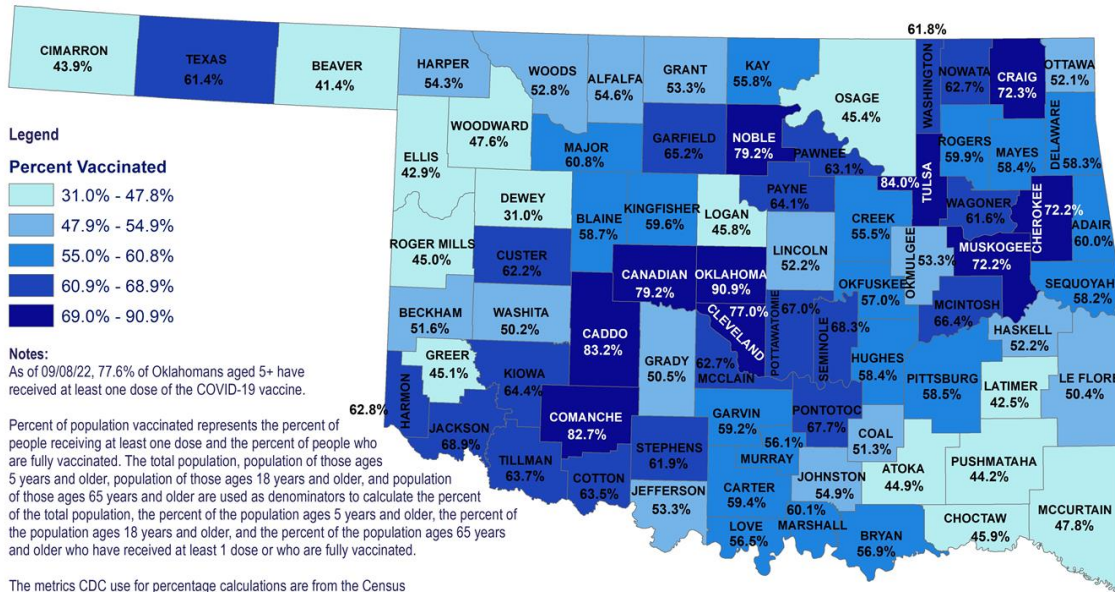 61.8%
CIMARRON
43.9%
TEXAS
61.4%
BEAVER
41.4%
HARPER
54.3%
WOODS
52.8%
ALFALFA
54.6%
GRANT
53.3%
KAY
55.8%
OSAGE
45.4%
WASHINGTON
NOWATA
62.7%
CRAIG
72.3%
OTTAWA
52.1%
Legend
Percent Vaccinated
31.0% - 47.8%
47.9% - 54.9%
55.0% - 60.8%
60.9% - 68.9%
69.0% - 90.9%
WOODWARD
47.6%
ELLIS
42.9%
MAJOR
60.8%
GARFIELD
65.2%
NOBLE
79.2%
PAWNEE
63.1%
ROGERS
59.9%
MAYES
58.4%
DELAWARE
58.3%
DEWEY
31.0%
BLAINE
58.7%
KINGFISHER
59.6%
LOGAN
45.8%
PAYNE
64.1%
84.0%
TULSA
CREEK
55.5%
WAGONER
61.6%
CHEROKEE
72.2%
ADAIR
60.0%
ROGER MILLS
45.0%
CUSTER
62.2%
CANADIAN
79.2%
OKLAHOMA
90.9%
LINCOLN
52.2%
OKMULGEE
53.3%
MUSKOGEE
72.2%
SEQUOYAH
58.2%
OKFUSKEE
57.0%
MCINTOSH
66.4%
BECKHAM
51.6%
WASHITA
50.2%
CADDO
83.2%
GRADY
50.5%
77.0%
CLEVELAND
62.7%
MCCLAIN
POTTAWATOMIE
67.0%
SEMINOLE
68.3%
HUGHES
58.4%
PITTSBURG
58.5%
HASKELL
52.2%
LATIMER
42.5%
LE FLOR
50.4%
Notes:
As of 09/08/22, 77.6% of Oklahomans aged 5+ have
received at least one dose of the COVID-19 vaccine.
GREER
45.1%
KIOWA
64.4%
62.8%
HARMON
JACKSON
68.9%
COMANCHE
82.7%
TILLMAN
63.7%
COTTON
63.5%
STEPHENS
61.9%
JEFFERSON
53.3%
GARVIN
59.2%
56.1%
MURRAY
PONTOTOC
67.7%
COAL
51.3%
ATOKA
44.9%
PUSHMATAHA
44.2%
MCCURTAIN
47.8%
CARTER
59.4%
JOHNSTON
54.9%
60.1%
MARSHALL
LOVE
56.5%
BRYAN
56.9%
CHOCTAW
45.9%
Percent of population vaccinated represents the percent of
people receiving at least one dose and the percent of people who
are fully vaccinated. The total population, population of those ages
5 years and older, population of those ages 18 years and older, and population
of those ages 65 years and older are used as denominators to calculate the percent
of the total population, the percent of the population ages 5 years and older, the percent of
the population ages 18 years and older, and the percent of the population ages 65 years
and older who have received at least 1 dose or who are fully vaccinated.
The metrics CDC use for percentage calculations are from the Census